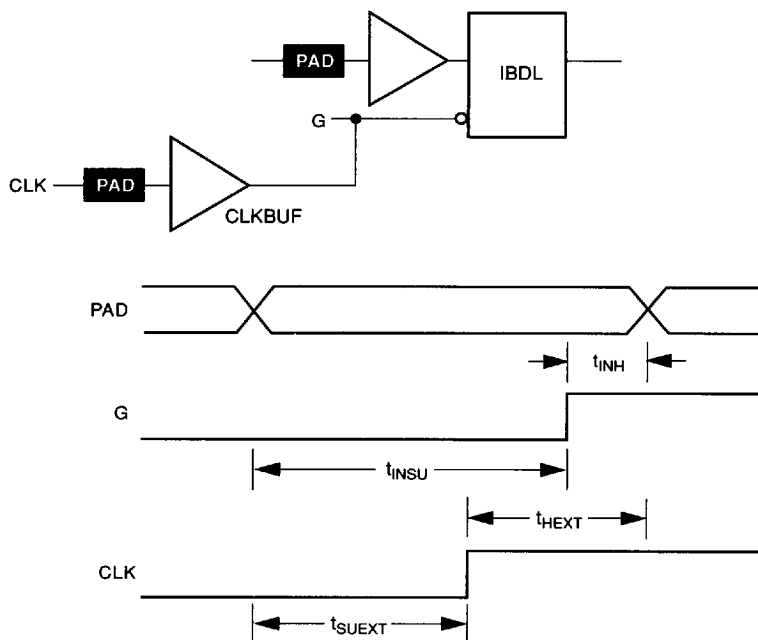 PAD
IBDL
G
CLK
PAD
CLKBUF
PAD
tINH
G
tINSU
tHEXT
CLK
tSUEXT